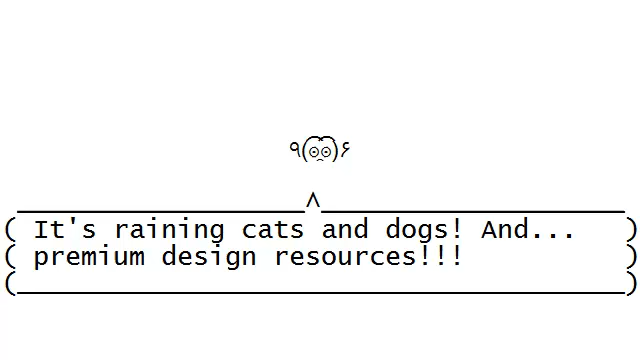 It's raining cats and dogs! And...
premium design resources!!!